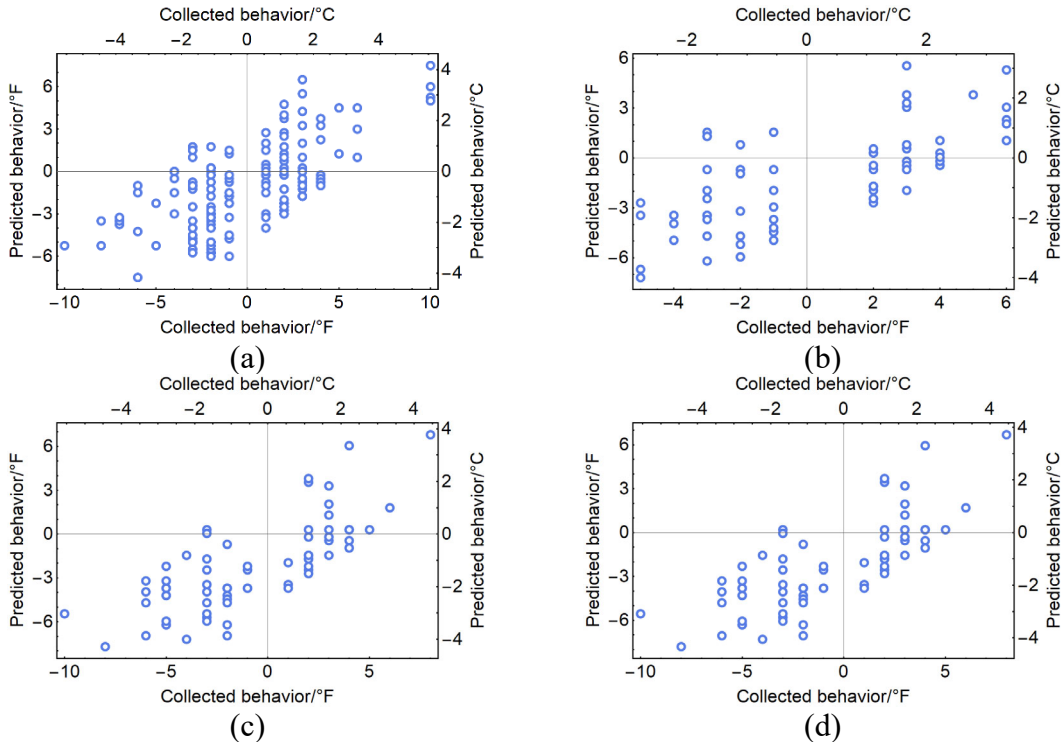 Collected behavior/°C
−4 −2 0 2 4
Predicted behavior/°F
6 3 0 −3 −6
4 2 0 −2 −4
Predicted behavior/°C
−10 −5 0 5 10
Collected behavior/°F
(a)
Collected behavior/°C
−2 0 2
Predicted behavior/°F
6 3 0 −3 −6
2 0 −2 −4
Predicted behavior/°C
−4 −2 0 2 4 6
Collected behavior/°F
(b)
Collected behavior/°C
−4 −2 0 2 4
Predicted behavior/°F
6 3 0 −3 −6
4 2 0 −2 −4
Predicted behavior/°C
−10 −5 0 5
Collected behavior/°F
(c)
Collected behavior/°C
−4 −2 0 2 4
Predicted behavior/°F
6 3 0 −3 −6
4 2 0 −2 −4
Predicted behavior/°C
−10 −5 0 5
Collected behavior/°F
(d)